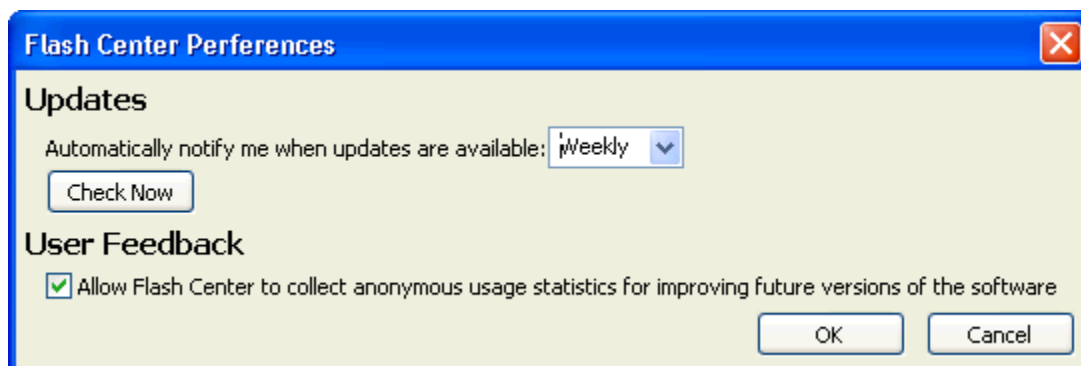 Flash Center Perferences
Updates
Automatically notify me when updates are available: Weekly
Check Now
User Feedback
Allow Flash Center to collect anonymous usage statistics for improving future versions of the software
OK Cancel